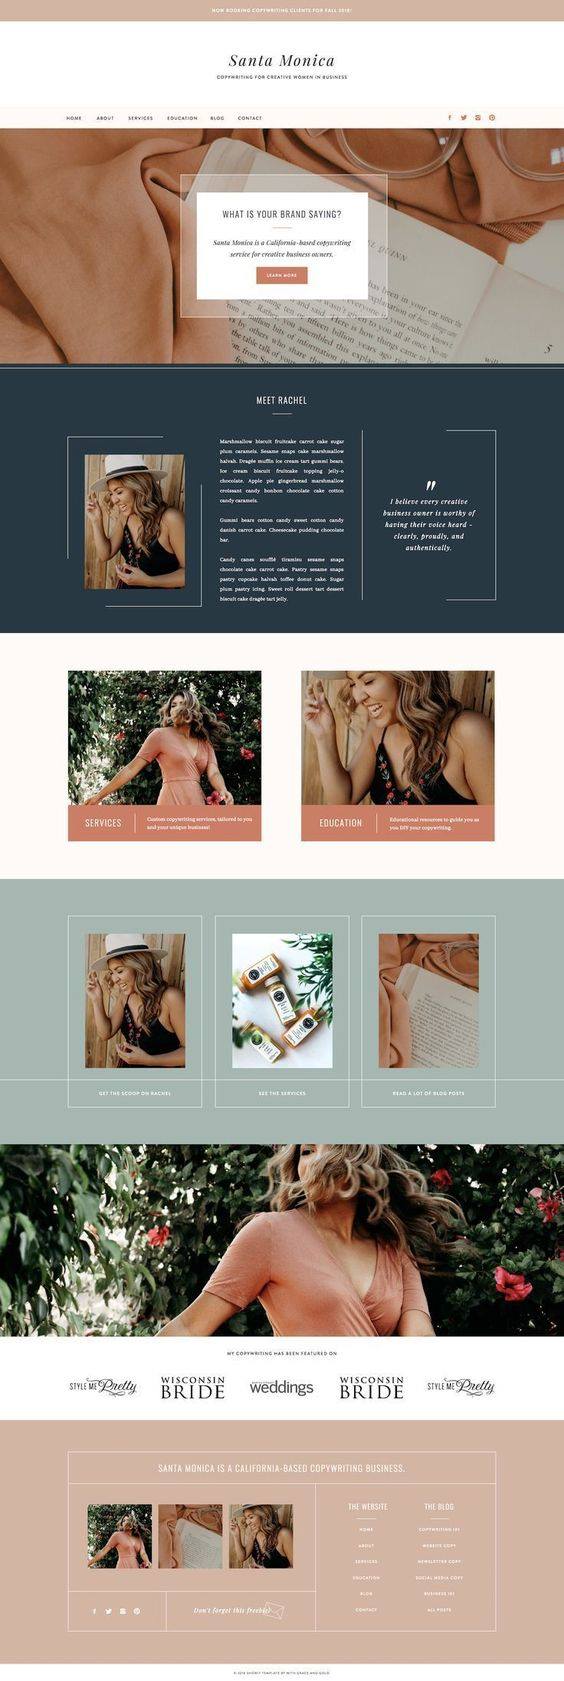 NOW BOOKING COPYWRITING CLIENTS FOR FALL 2018!
Santa Monica
COPYWRITING FOR CREATIVE WOMEN IN BUSINESS
HOME ABOUT SERVICES EDUCATION BLOG CONTACT
WHAT IS YOUR BRAND SAYING?
Santa Monica is a California-based copywriting
service for creative business owners.
LEARN MORE
MEET RACHEL
Marshmallow biscuit fruitcake carrot cake sugar
plum caramels. Sesame snaps cake marshmallow
halvah. Dragée muffin ice cream tart gummi bears.
Ice cream biscuit fruitcake topping jelly-o
chocolate. Apple pie gingerbread marshmallow
croissant candy bonbon chocolate cake cotton
candy caramels.
Gummi bears cotton candy sweet cotton candy
danish carrot cake. Cheesecake pudding chocolate
bar.
Candy canes soufflé tiramisu sesame snaps
chocolate cake carrot cake. Pastry sesame snaps
pastry cupcake halvah toffee donut cake. Sugar
plum pastry icing. Sweet roll dessert tart dessert
biscuit cake dragée tart jelly.
"
I believe every creative
business owner is worthy of
having their voice heard -
clearly, proudly, and
authentically.
SERVICES
Custom copywriting services, tailored to you
and your unique business!
EDUCATION
Educational resources to guide you as
you DIY your copywriting.
GET THE SCOOP ON RACHEL
SEE THE SERVICES
READ A LOT OF BLOG POSTS
MY COPYWRITING HAS BEEN FEATURED ON
STYLE ME Pretty
WISCONSIN
BRIDE
weddings
WISCONSIN
BRIDE
STYLE ME Pretty
SANTA MONICA IS A CALIFORNIA-BASED COPYWRITING BUSINESS.
THE WEBSITE
HOME
ABOUT
SERVICES
EDUCATION
BLOG
CONTACT
THE BLOG
COPYWRITING 101
WEBSITE COPY
NEWSLETTER COPY
SOCIAL MEDIA COPY
BUSINESS 101
ALL POSTS
Don't forget this freebie!
© 2018 SHOWIT TEMPLATE BY WITH GRACE AND GOLD